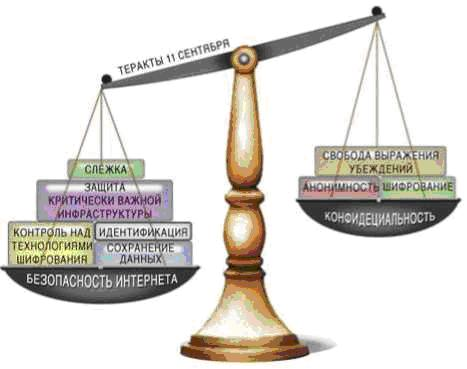 ТЕРАКТЫ 11 СЕНТЯБРЯ
СЛЕЖКА
ЗАЩИТА
КРИТИЧЕСКИ ВАЖНОЙ
ИНФРАСТРУКТУРЫ
КОНТРОЛЬ НАД
ТЕХНОЛОГИЯМИ
ШИФРОВАНИЯ
ИДЕНТИФИКАЦИЯ
СОХРАНЕНИЕ
ДАННЫХ
БЕЗОПАСНОСТЬ ИНТЕРНЕТА
СВОБОДА ВЫРАЖЕНИЯ
УБЕЖДЕНИЙ
АНОНИМНОСТЬ
ШИФРОВАНИЕ
КОНФИДЕЦИАЛЬНОСТЬ